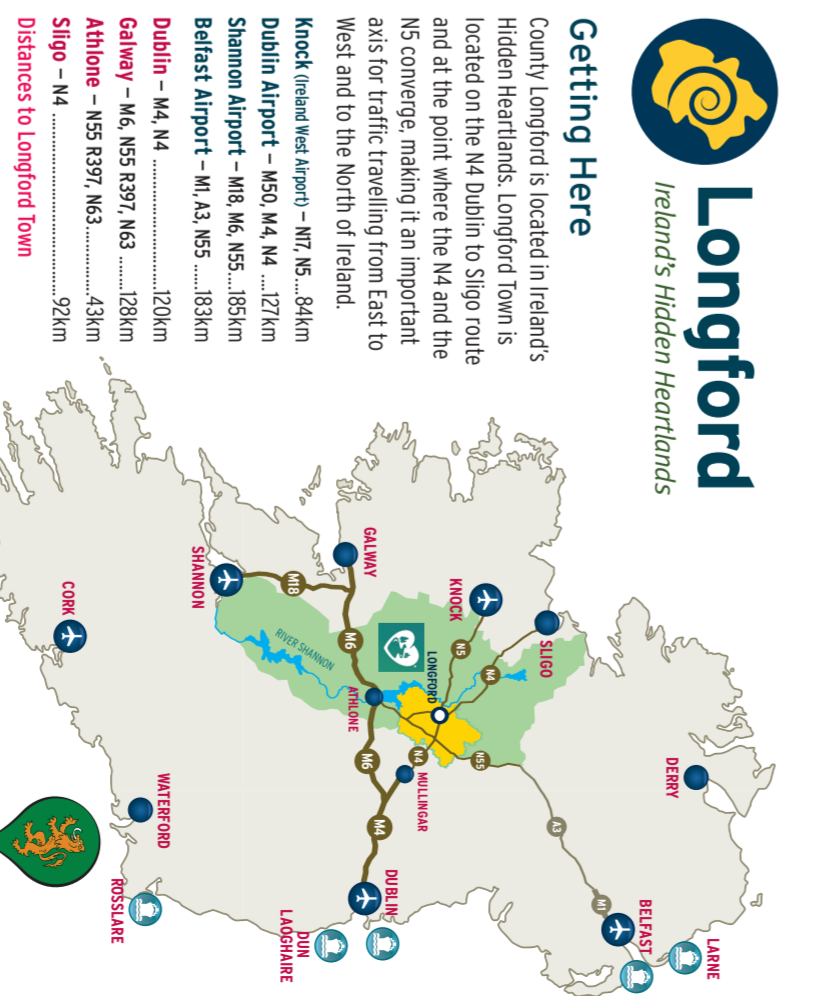 Longford
Ireland's Hidden Heartlands
Getting Here
County Longford is located in Ireland's
Hidden Heartlands. Longford Town is
located on the N4 Dublin to Sligo route
and at the point where the N4 and the
N5 converge, making it an important
axis for traffic travelling from East to
West and to the North of Ireland.
Knock (Ireland West Airport) – N17, N5 ....84km
Dublin Airport – M50, M4, N4 ....127km
Shannon Airport – M18, M6, N55 ....185km
Belfast Airport – M1, A3, N55 ......183km
Dublin – M4, N4 ..........................120km
Galway – M6, N55 R397, N63 ......128km
Athlone – N55 R397, N63............43km
Sligo – N4 .....................................92km
Distances to Longford Town
LARNE
BELFAST
DERRY
M1
A3
SLIGO
N4
KNOCK
N5
N55
LONGFORD
N4
MULLINGAR
GALWAY
M6
ATHLONE
M6
M4
DUBLIN
DUN
LAOGHAIRE
M18
RIVER SHANNON
SHANNON
WATERFORD
ROSSLARE
CORK